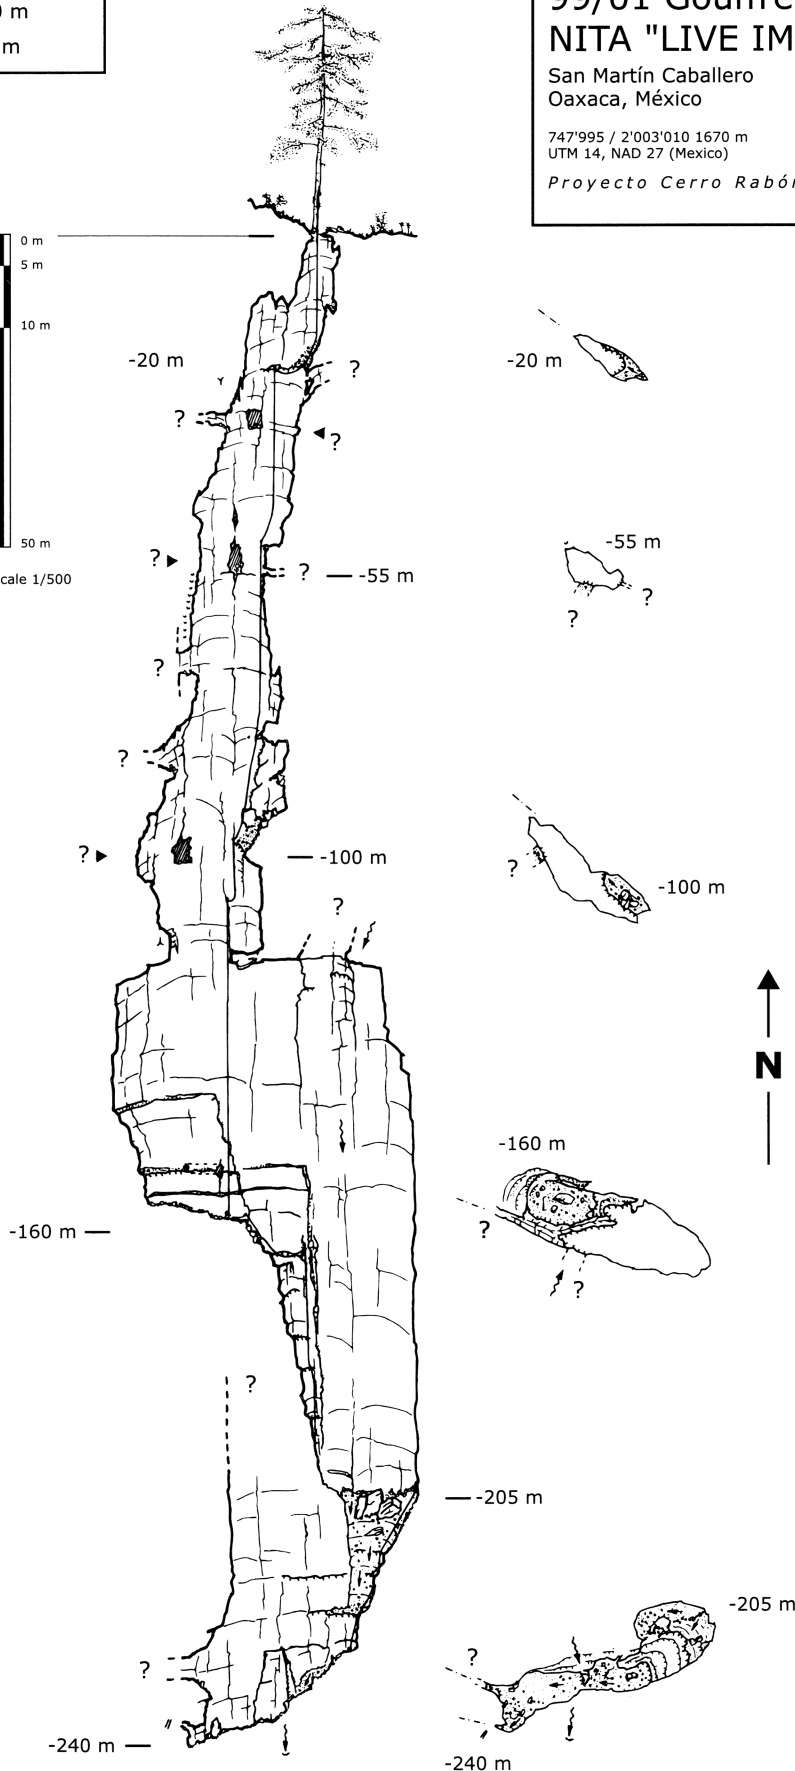 0 m
m
99/61 Gouffre
NITA "LIVE IM
San Martín Caballero
Oaxaca, México
747'995 / 2'003'010 1670 m
UTM 14, NAD 27 (Mexico)
Proyecto Cerro Rabón
0 m
5 m
10 m
50 m
cale 1/500
-20 m
?
?
?
-20 m
?
?
-55 m
-55 m
?
?
?
?
?
-100 m
?
-100 m
?
N
-160 m
?
?
-160 m
?
-205 m
-205 m
?
?
-240 m
-240 m